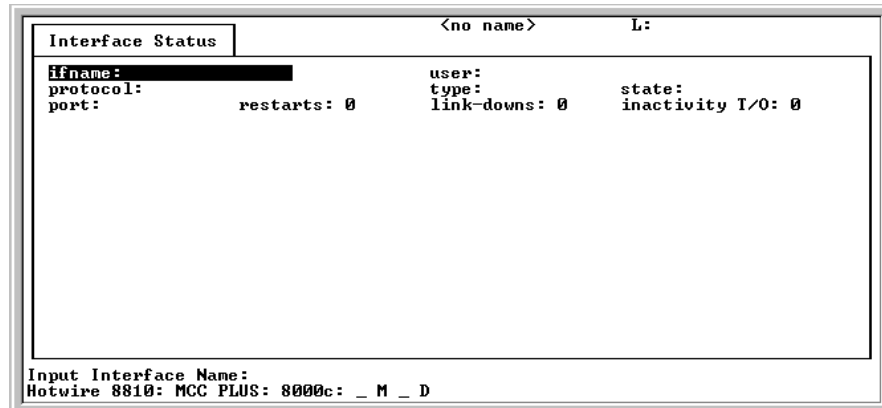 <no name> L:
Interface Status
ifname: user:
protocol: type: state:
port: restarts: 0 link-downs: 0 inactivity T/O: 0
Input Interface Name:
Hotwire 8810: MCC PLUS: 8000c: _ M _ D